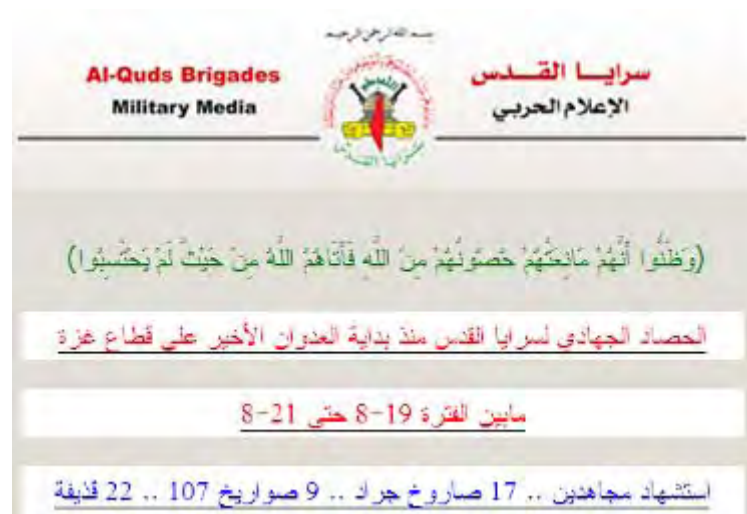 بسم الله الرحمن الرحيم
Al-Quds Brigades
Military Media
سرايـــا القـــدس
الإعلام الحربي
سرايا القدس
(وَظَنُّوا أَنَّهُمْ مَانِعَتُهُمْ حُصُونُهُمْ مِنَ اللَّهِ فَأَتَاهُمُ اللَّهُ مِنْ حَيْثُ لَمْ يَحْتَسِبُوا)
الحصاد الجهادي لسرايا القدس منذ بداية العدوان الأخير على قطاع غزة
مابين الفترة 19-8 حتى 21-8
استشهاد مجاهدين .. 17 صاروخ جراد .. 9 صواريخ 107 .. 22 قذيفة